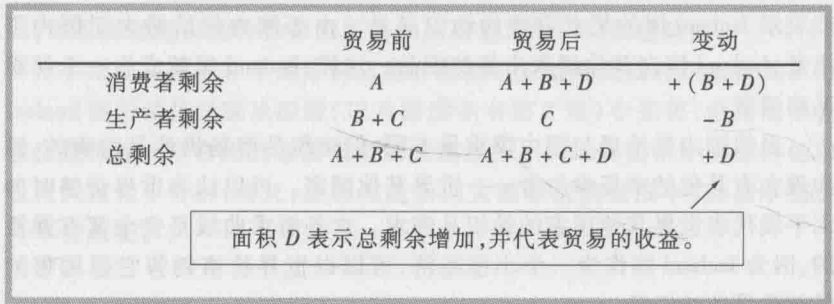 贸易前 贸易后 变动
消费者剩余 A A + B + D + (B + D)
生产者剩余 B + C C - B
总剩余 A + B + C A + B + C + D + D
面积 D 表示总剩余增加,并代表贸易的收益。